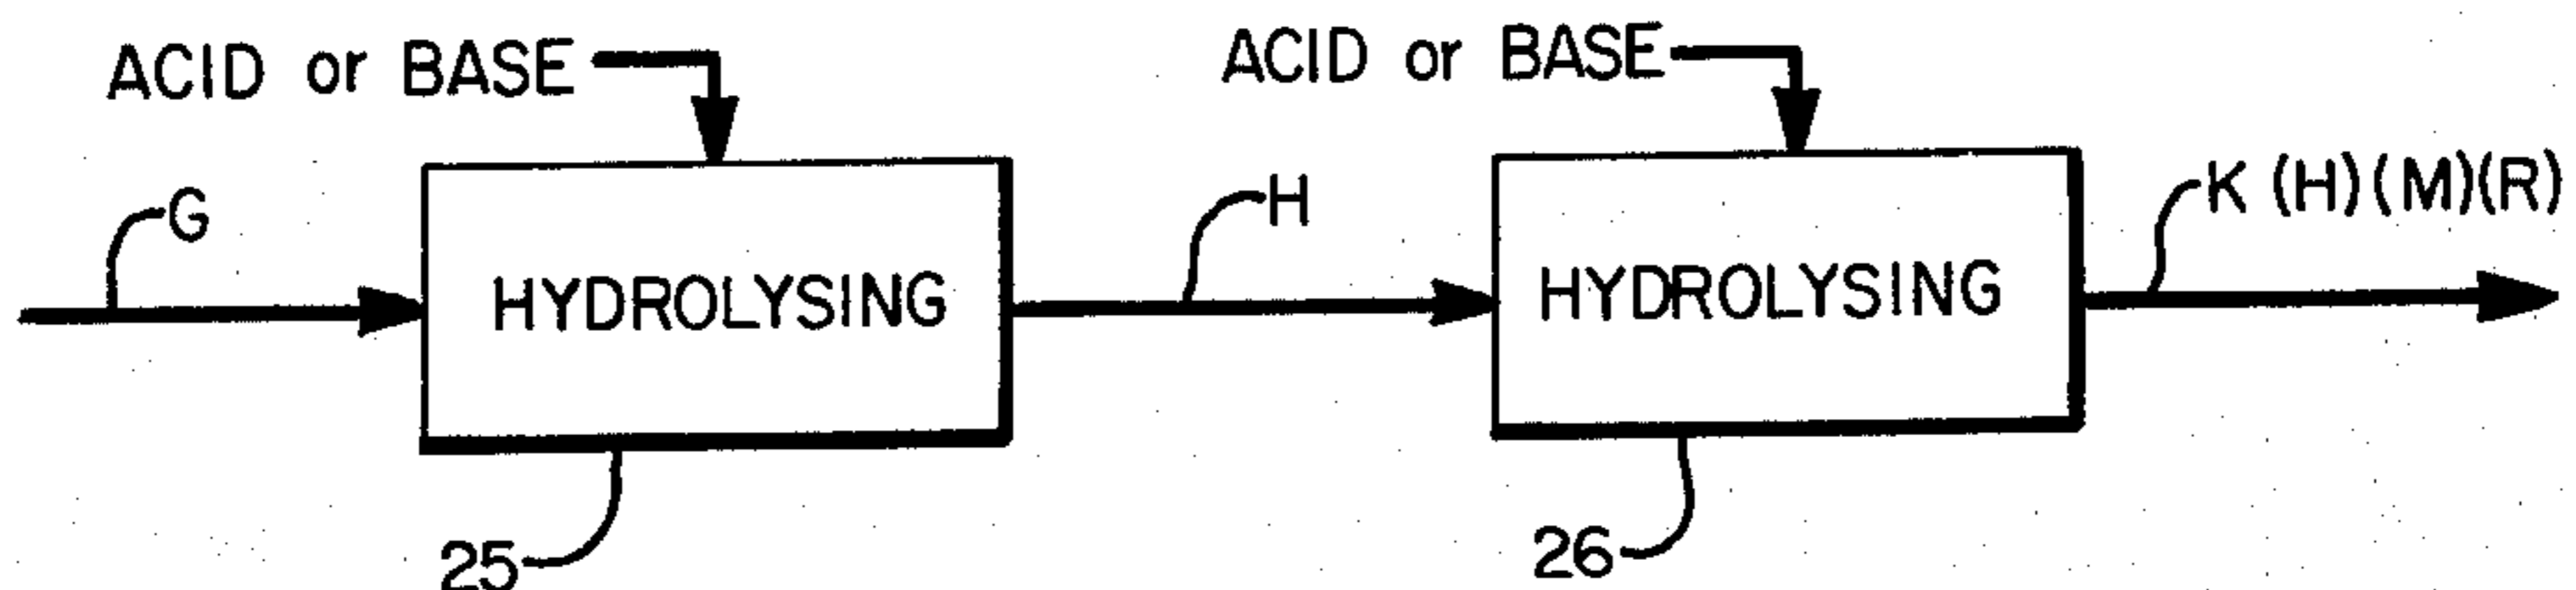 ACID or BASE
ACID or BASE
G
HYDROLYSING
H
HYDROLYSING
K (H)(M)(R)
25
26